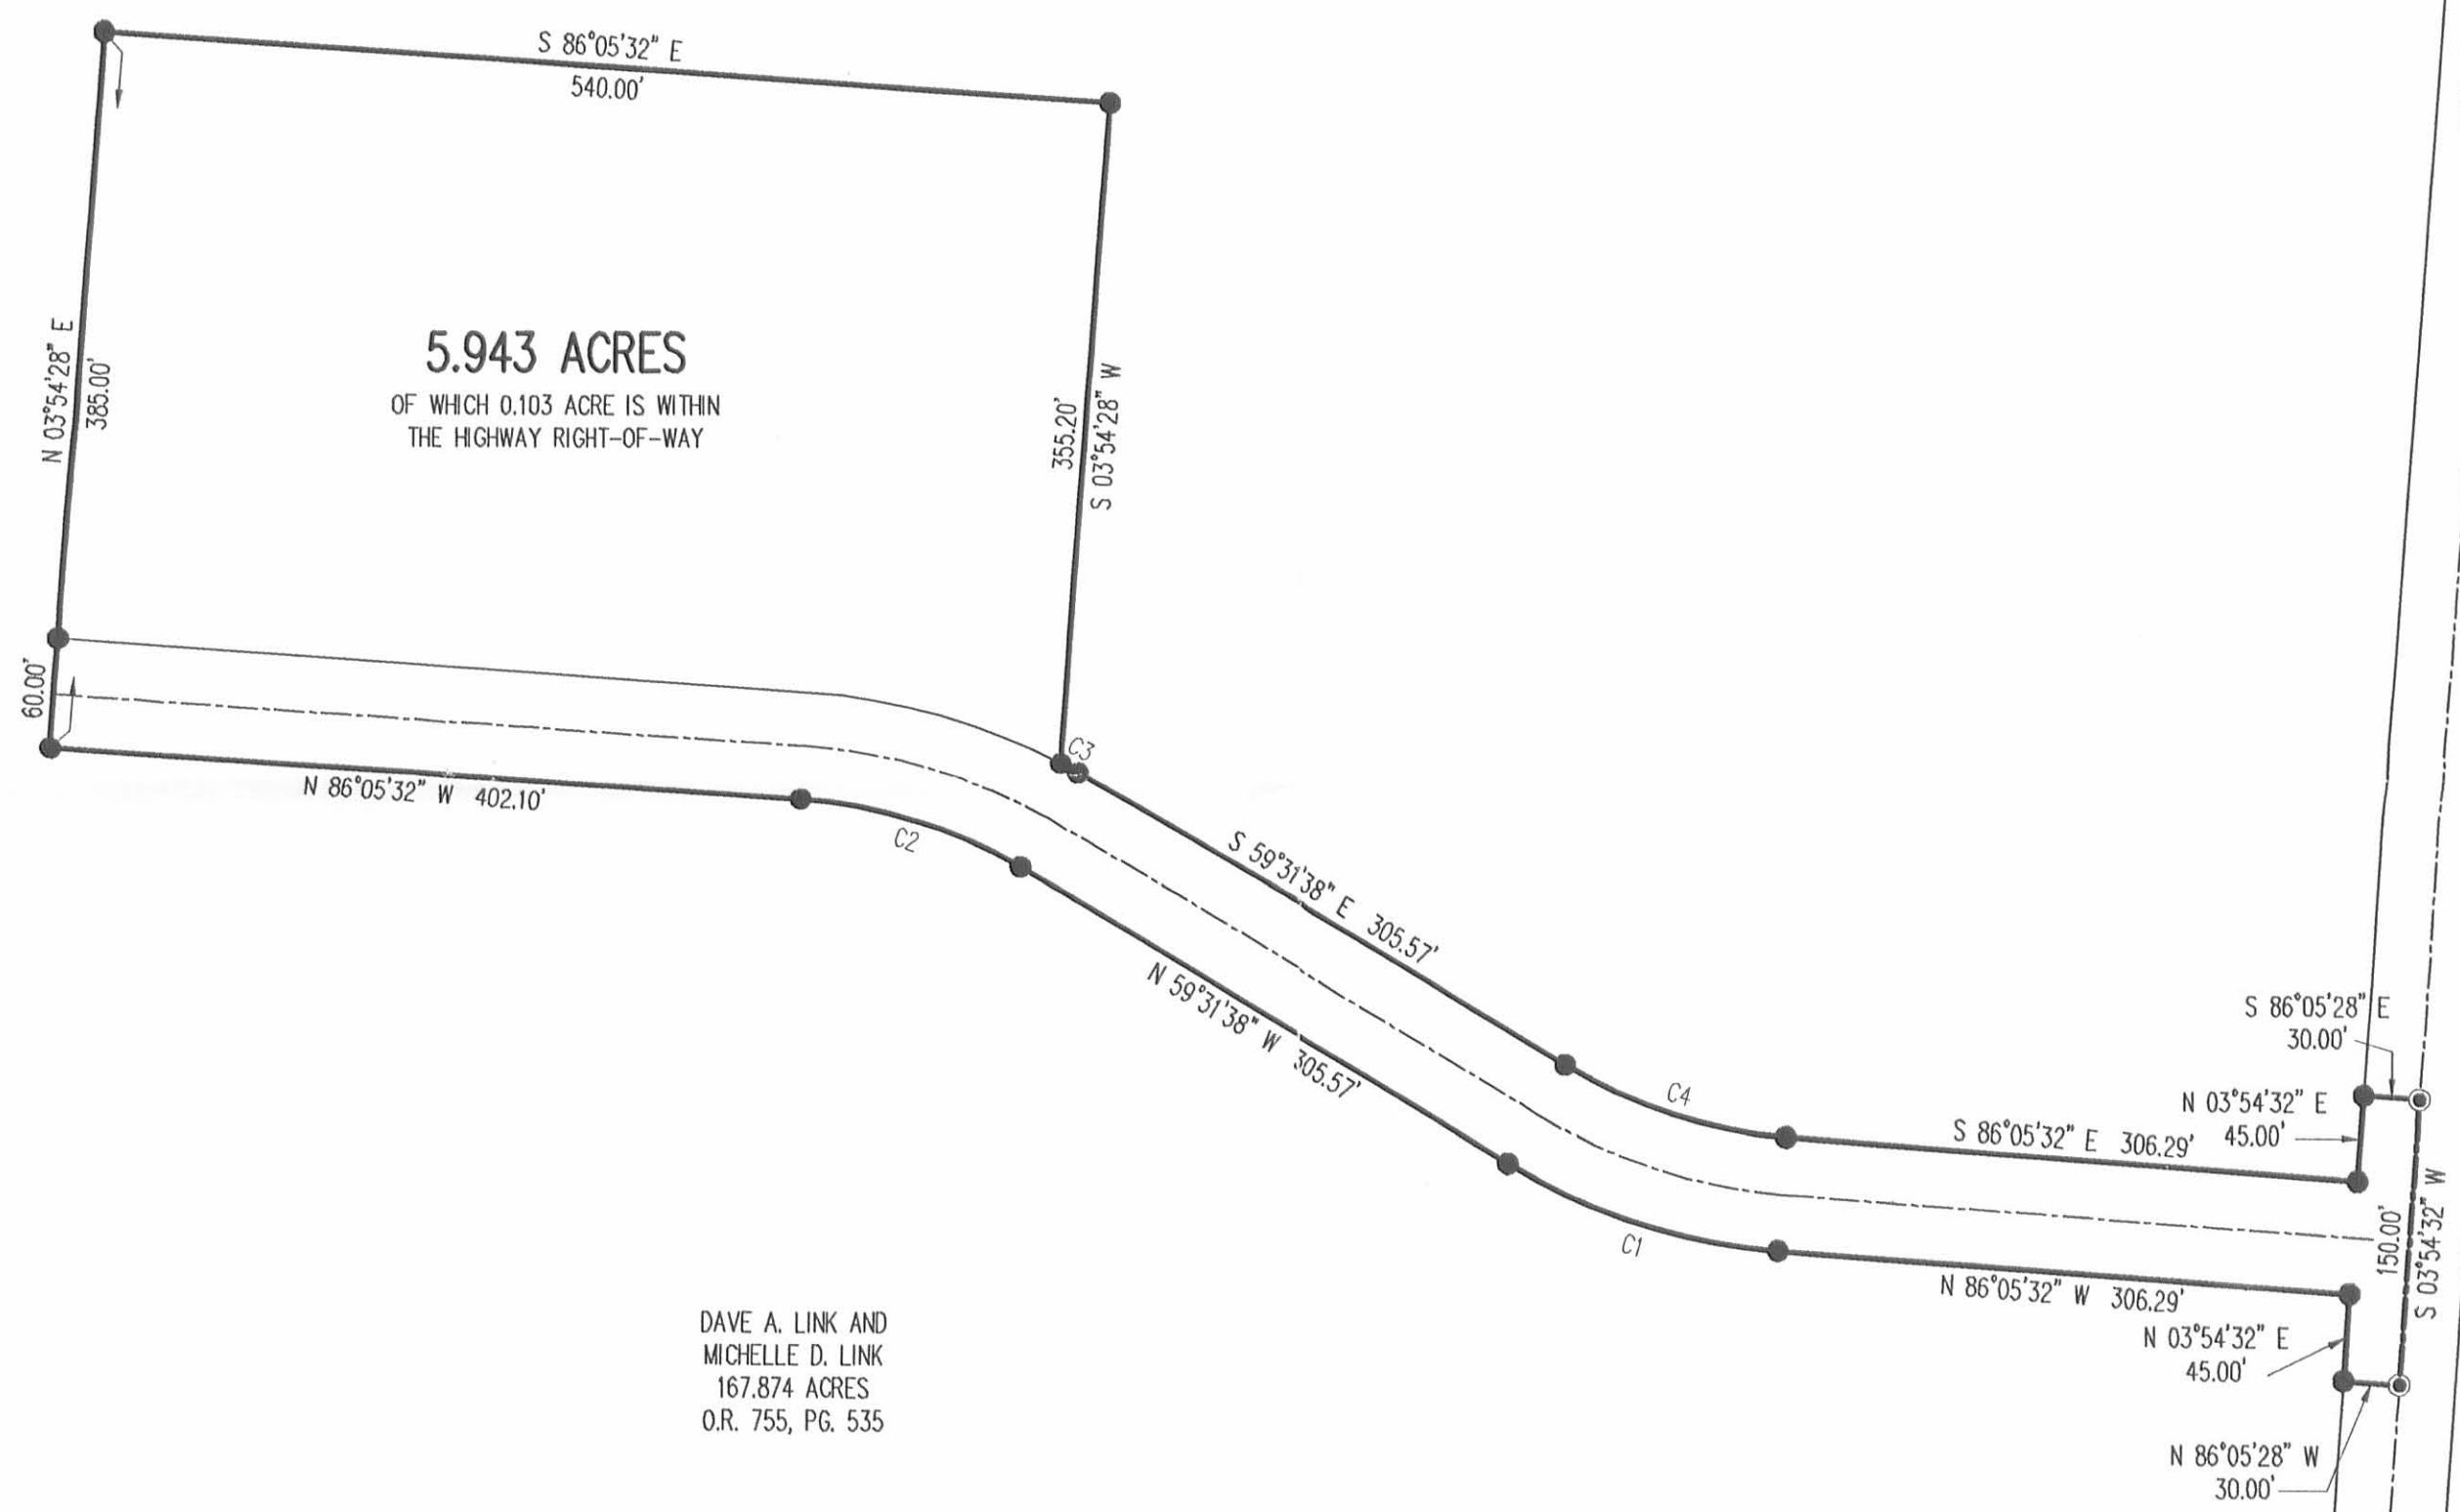 S 86°05'32" E
540.00'
N 03°54'28" E
385.00'
5.943 ACRES
OF WHICH 0.103 ACRE IS WITHIN
THE HIGHWAY RIGHT-OF-WAY
355.20'
S 03°54'28" W
60.00'
C3
N 86°05'32" W 402.10'
C2
S 59°31'38" E 305.57'
N 59°31'38" W 305.57'
S 86°05'28" E
30.00'
C4
N 03°54'32" E
45.00'
S 86°05'32" E 306.29'
150.00'
S 03°54'32" W
C1
N 86°05'32" W 306.29'
N 03°54'32" E
45.00'
DAVE A. LINK AND
MICHELLE D. LINK
167.874 ACRES
O.R. 755, PG. 535
N 86°05'28" W
30.00'